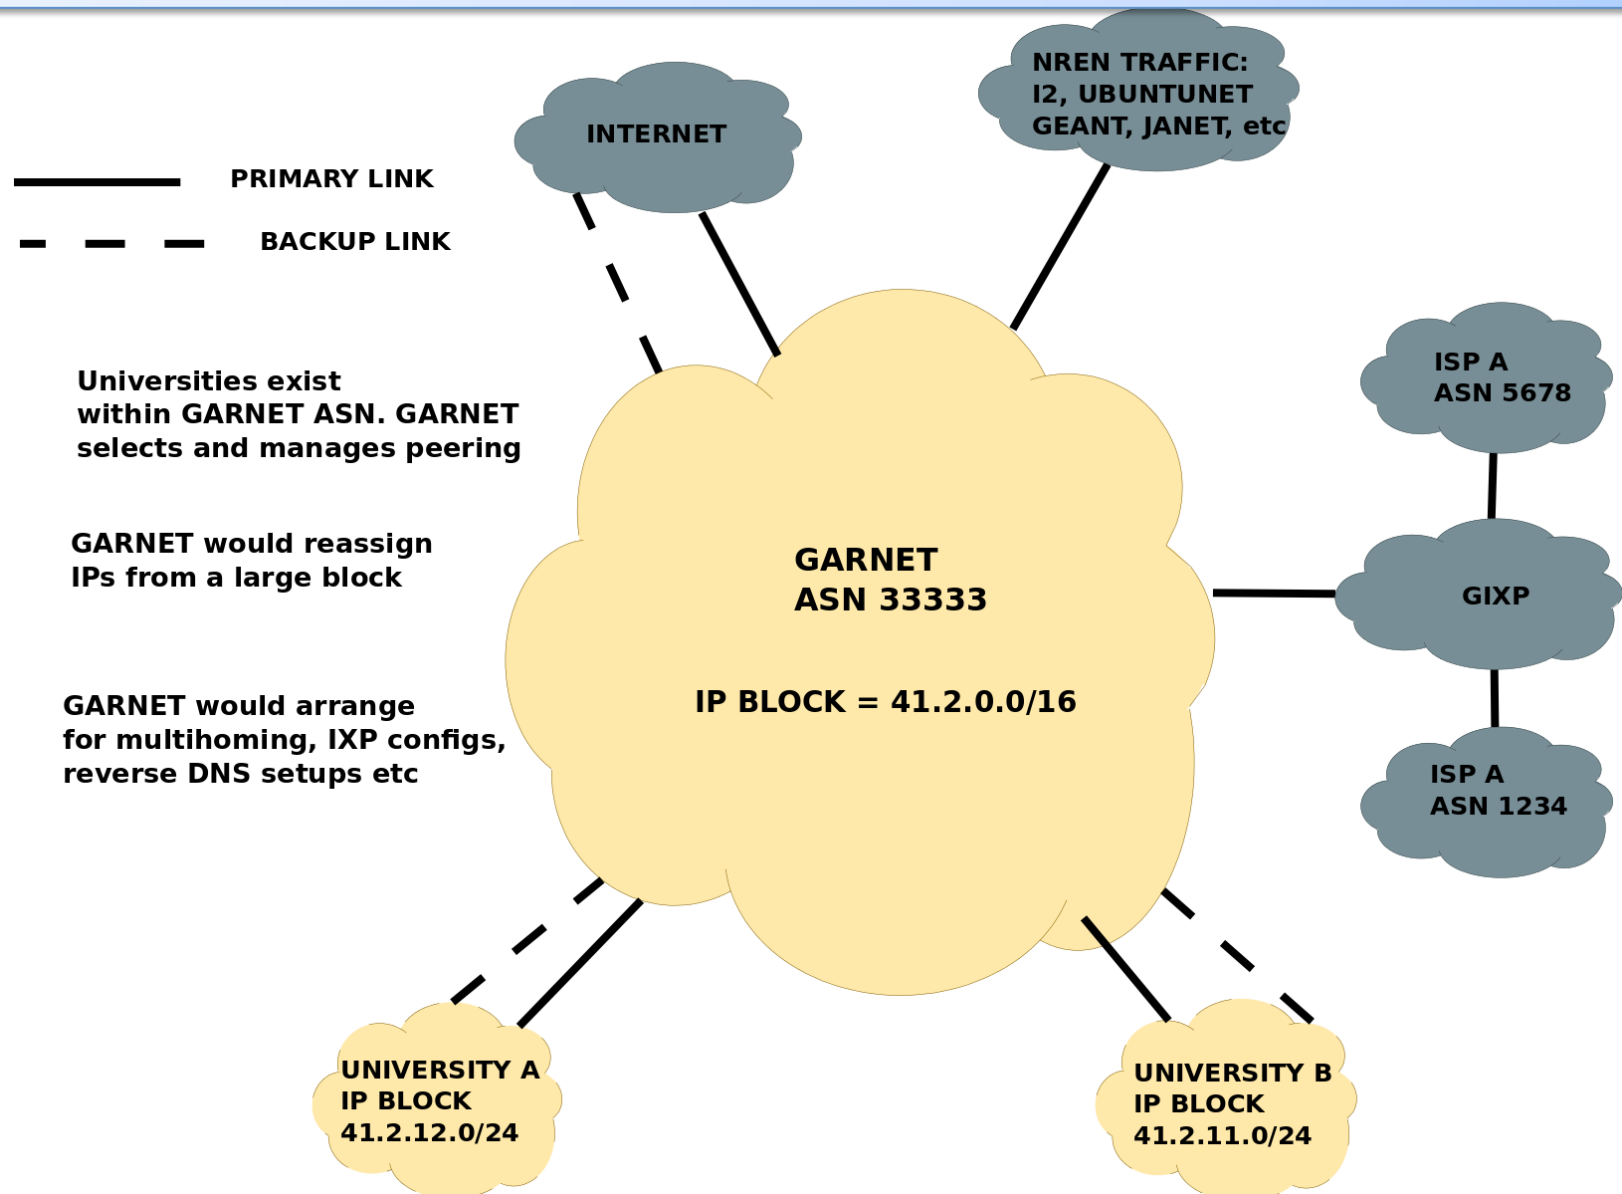 NREN TRAFFIC:
I2, UBUNTUNET
GEANT, JANET, etc
INTERNET
PRIMARY LINK
BACKUP LINK
ISP A
ASN 5678
Universities exist
within GARNET ASN. GARNET
selects and manages peering
GARNET would reassign
IPs from a large block
GARNET
ASN 33333
GIXP
IP BLOCK = 41.2.0.0/16
GARNET would arrange
for multihoming, IXP configs,
reverse DNS setups etc
ISP A
ASN 1234
UNIVERSITY A
IP BLOCK
41.2.12.0/24
UNIVERSITY B
IP BLOCK
41.2.11.0/24